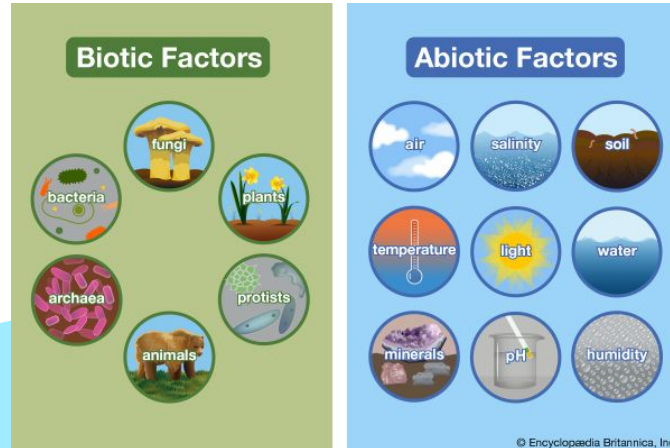 Biotic Factors
fungi
bacteria
plants
archaea
protists
animals
Abiotic Factors
air
salinity
soil
temperature
light
water
minerals
pH
humidity
© Encyclopædia Britannica, In